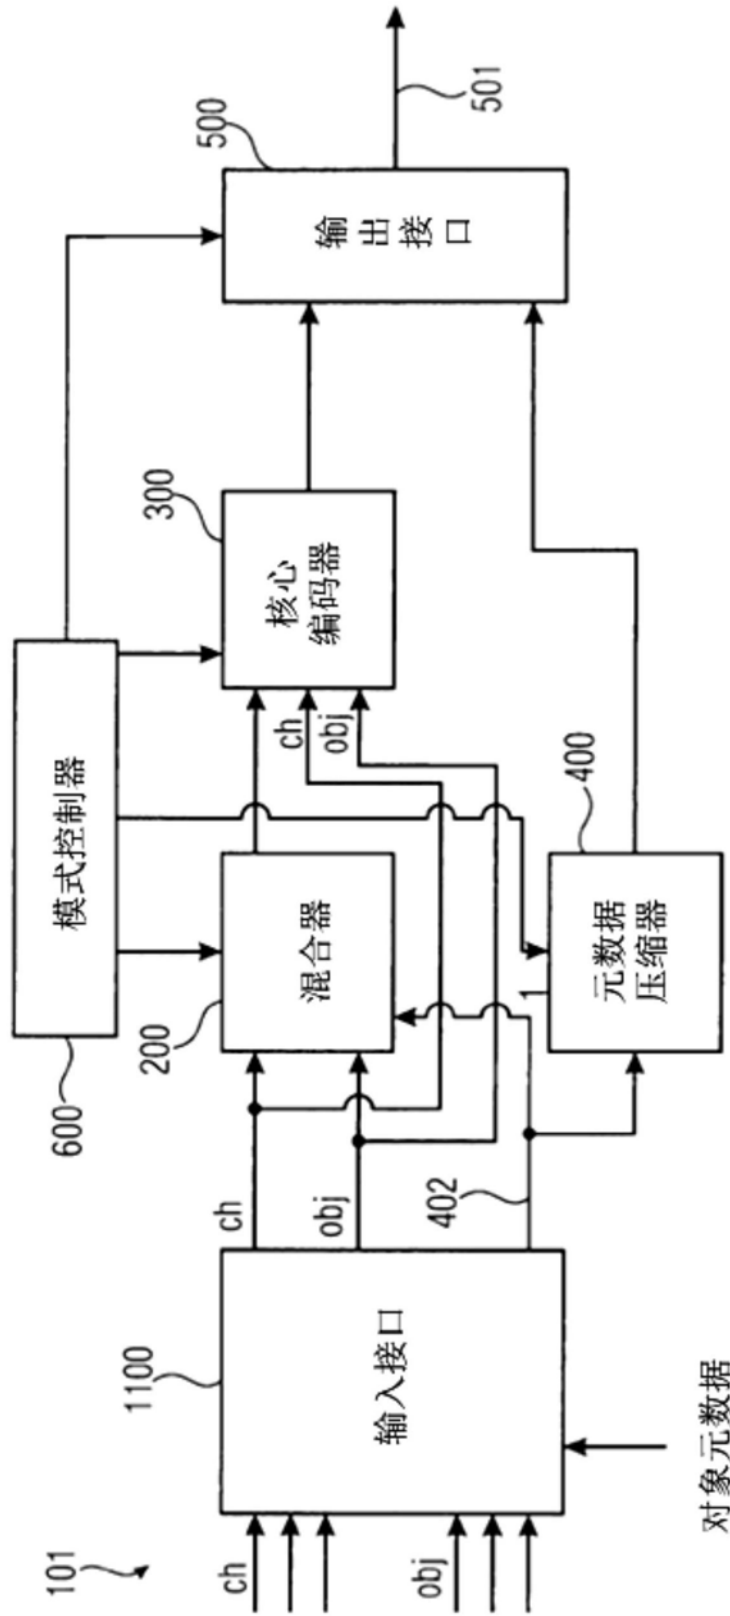 600
模式控制器
500
501
输出接口
300
核心
编码器
ch
obj
200
混合器
400
元数据
压缩器
1
ch
obj
402
1100
输入接口
101
ch
obj
对象元数据